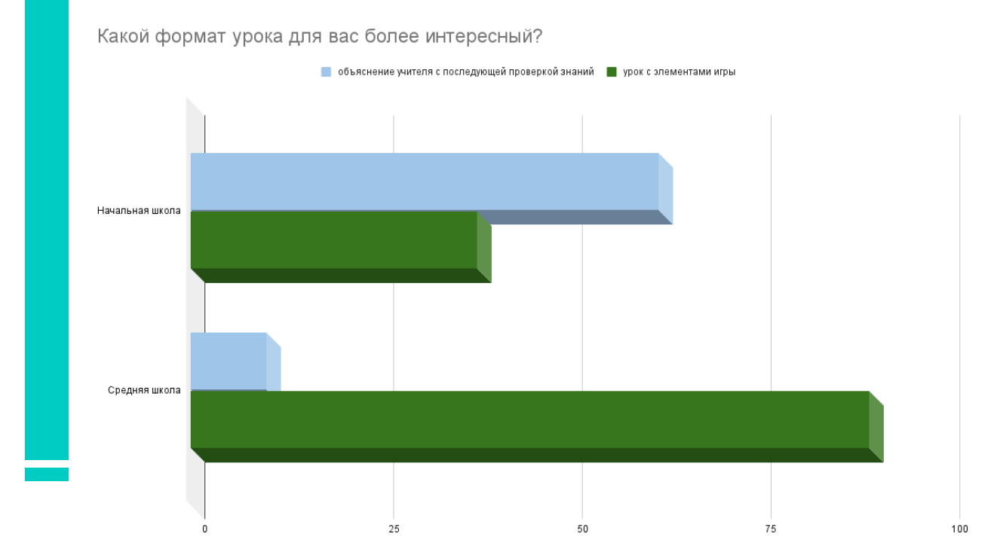 Какой формат урока для вас более интересный?
объяснение учителя с последующей проверкой знаний урок с элементами игры
Начальная школа
Средняя школа
0 25 50 75 100